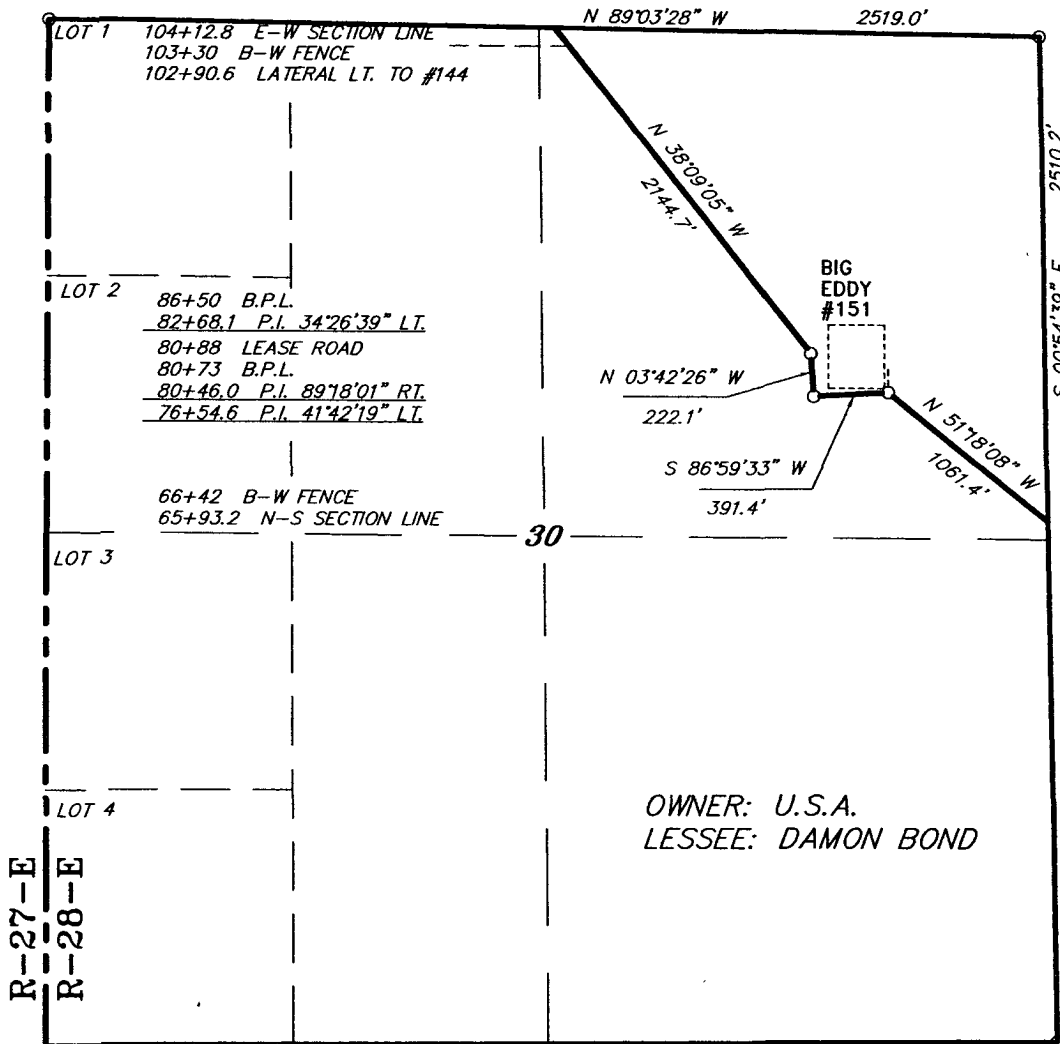 N 89°03'28" W 2519.0'
LOT 1 104+12.8 E-W SECTION LINE
103+30 B-W FENCE
102+90.6 LATERAL LT. TO #144
N 38°09'05" W
2144.7'
2510.2'
S 00°54'39" E
LOT 2
86+50 B.P.L.
82+68.1 P.I. 34°26'39" LT.
80+88 LEASE ROAD
80+73 B.P.L.
80+46.0 P.I. 89°18'01" RT.
76+54.6 P.I. 41°42'19" LT.
BIG
EDDY
#151
N 03°42'26" W
222.1'
S 86°59'33" W
391.4'
N 51°18'08" W
1061.4'
66+42 B-W FENCE
65+93.2 N-S SECTION LINE
30
LOT 3
LOT 4
OWNER: U.S.A.
LESSEE: DAMON BOND
R-27-E
R-28-E